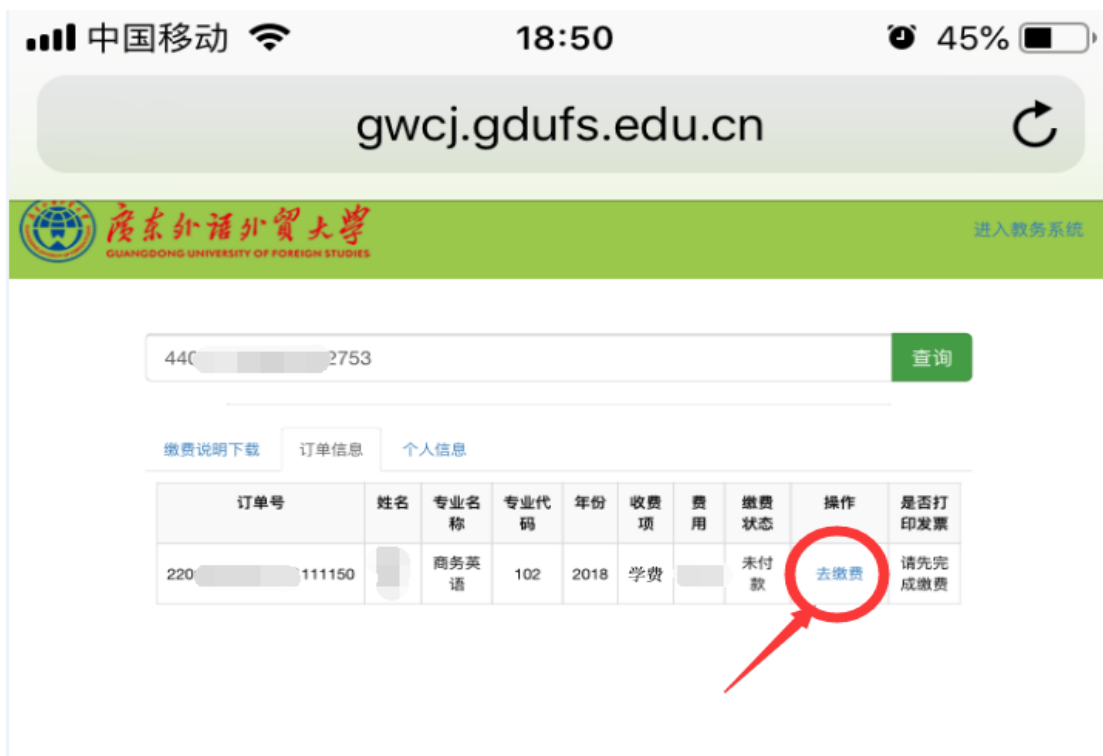 中国移动 18:50 45%
gwcj.gdufs.edu.cn
广东外语外贸大学
GUANGDONG UNIVERSITY OF FOREIGN STUDIES
进入教务系统
440 2753 查询
缴费说明下载 订单信息 个人信息
订单号 姓名 专业名称 专业代码 年份 收费项 费用 缴费状态 操作 是否打印发票
220 111150 商务英语 102 2018 学费 未付款 去缴费 请先完成缴费